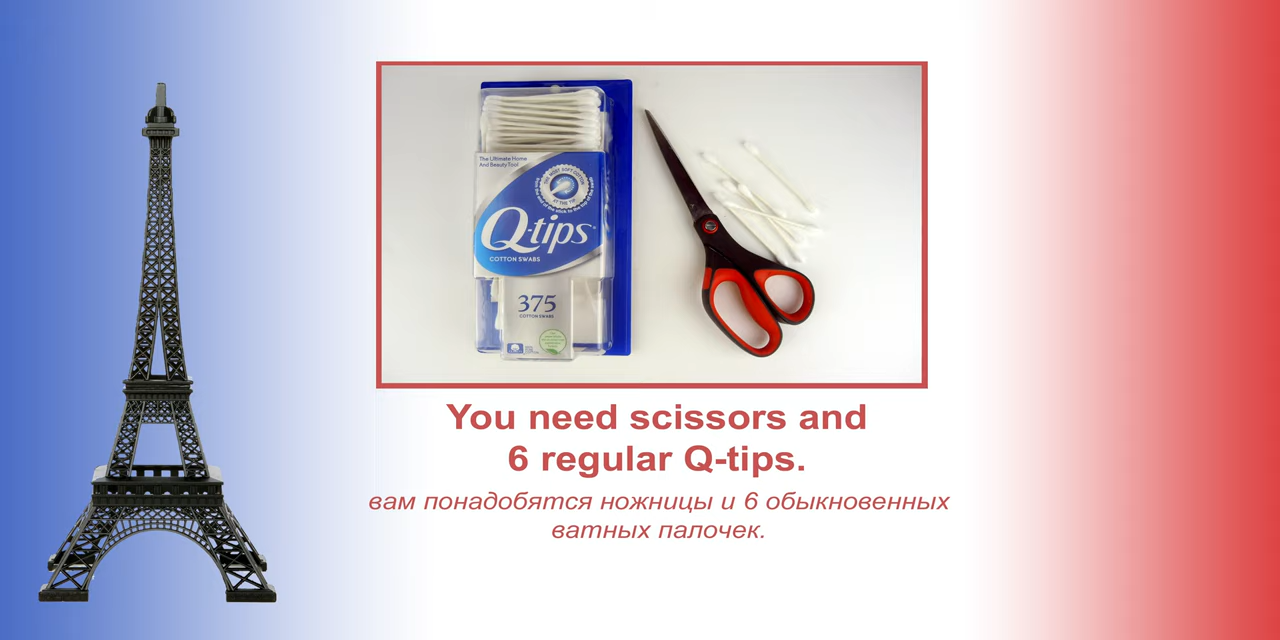 The Ultimate Home
And Beauty Tool
Q-tips
COTTON SWABS
375
COTTON SWABS
You need scissors and
6 regular Q-tips.
вам понадобятся ножницы и 6 обыкновенных
ватных палочек.